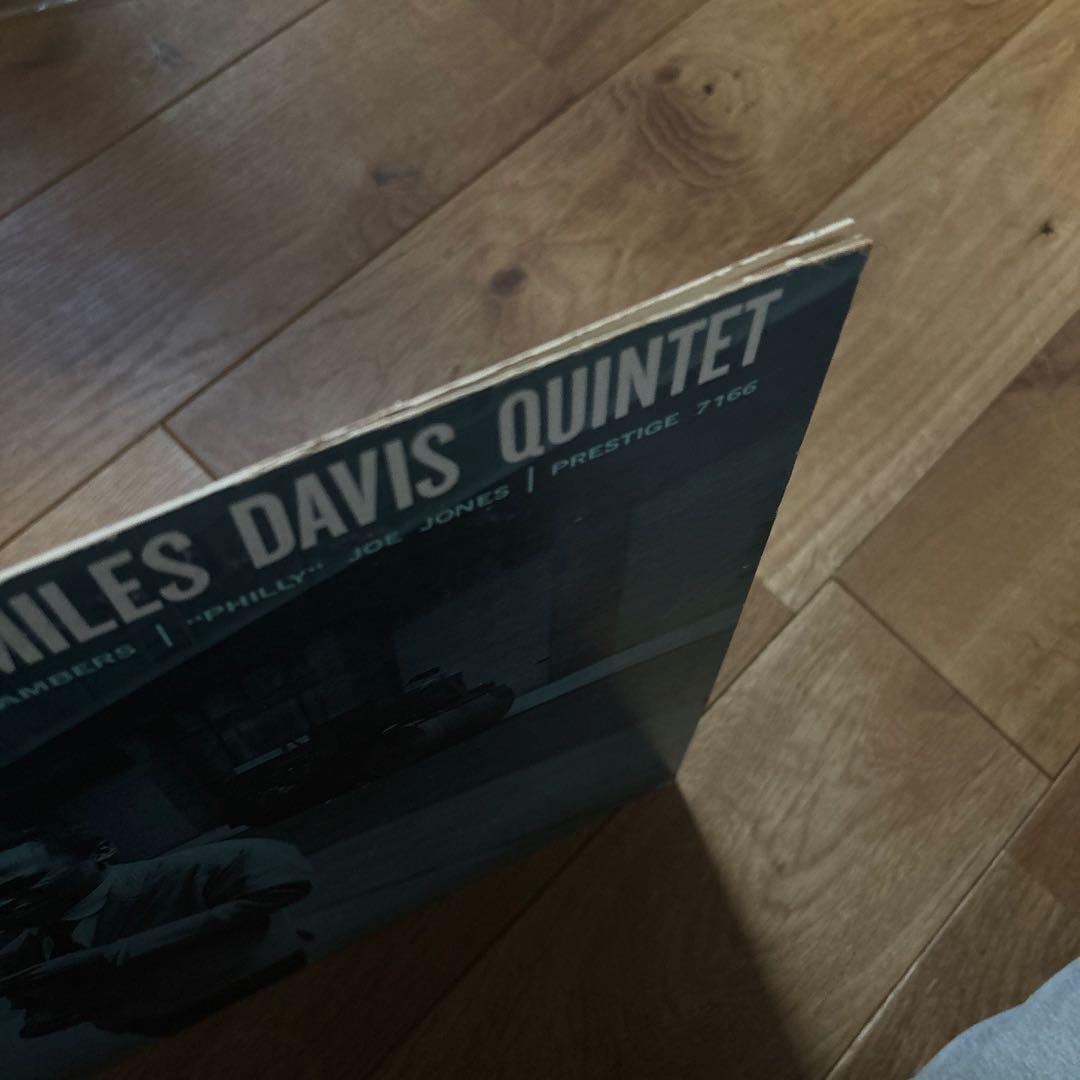 MILES DAVIS QUINTET
AMBERS | "PHILLY" JOE JONES | PRESTIGE 7166